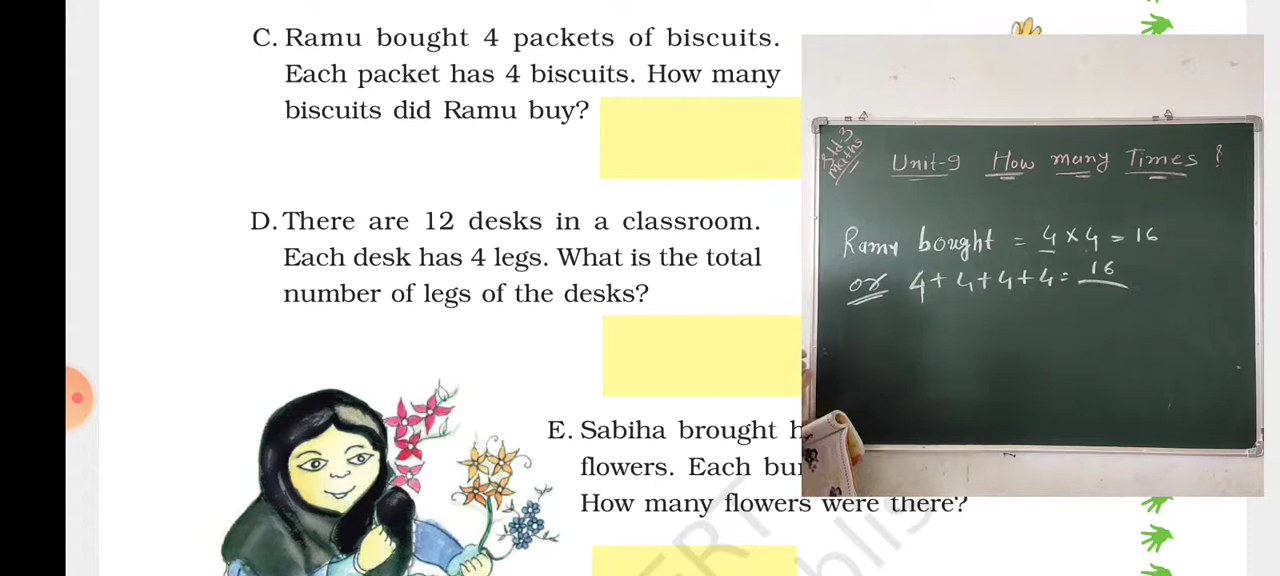 C. Ramu bought 4 packets of biscuits.
Each packet has 4 biscuits. How many
biscuits did Ramu buy?
D. There are 12 desks in a classroom.
Each desk has 4 legs. What is the total
number of legs of the desks?
E. Sabiha brought
flowers. Each
How many flowers were there?
Std-3
Maths
Unit-9 How many Times ?
Ramu bought = 4 × 4 = 16
or 4+4+4+4= 16